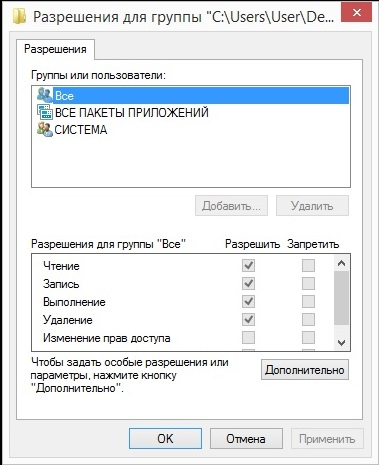 Разрешения для группы "C:\Users\User\De...
Разрешения
Группы или пользователи:
Все
ВСЕ ПАКЕТЫ ПРИЛОЖЕНИЙ
СИСТЕМА
Добавить... Удалить
Разрешения для группы "Все" Разрешить Запретить
Чтение
Запись
Выполнение
Удаление
Изменение прав доступа
Чтобы задать особые разрешения или
параметры, нажмите кнопку
"Дополнительно".
Дополнительно
OK Отмена Применить